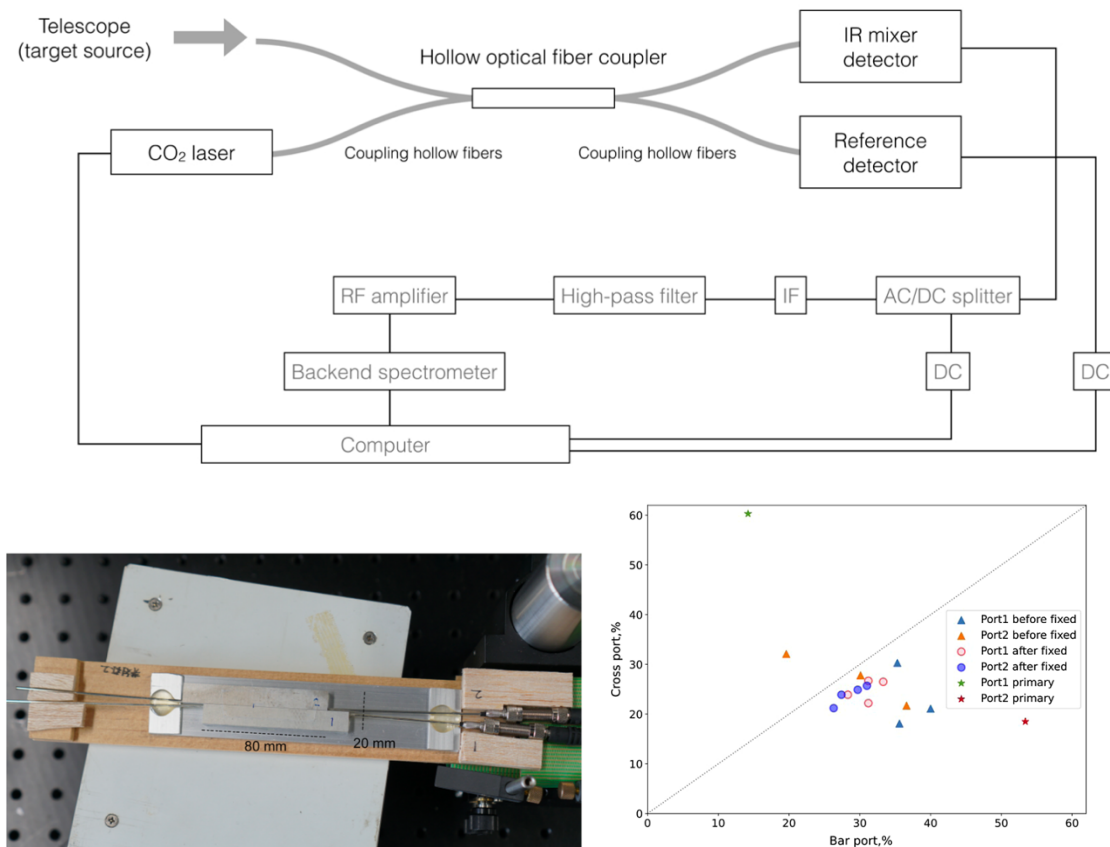 Telescope
(target source)
Hollow optical fiber coupler
IR mixer
detector
CO₂ laser
Coupling hollow fibers
Coupling hollow fibers
Reference
detector
RF amplifier
High-pass filter
IF
AC/DC splitter
Backend spectrometer
DC
DC
Computer
80 mm
20 mm
2
1
60
50
40
30
20
10
0
Cross port,%
Port1 before fixed
Port2 before fixed
Port1 after fixed
Port2 after fixed
Port1 primary
Port2 primary
0
10
20
30
40
50
60
Bar port,%